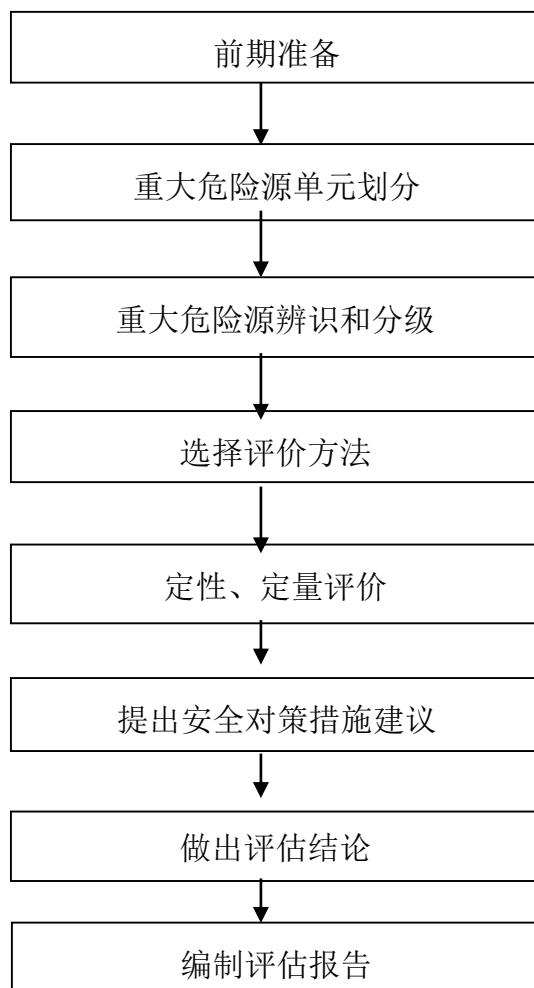 前期准备
重大危险源单元划分
重大危险源辨识和分级
选择评价方法
定性、定量评价
提出安全对策措施建议
做出评估结论
编制评估报告